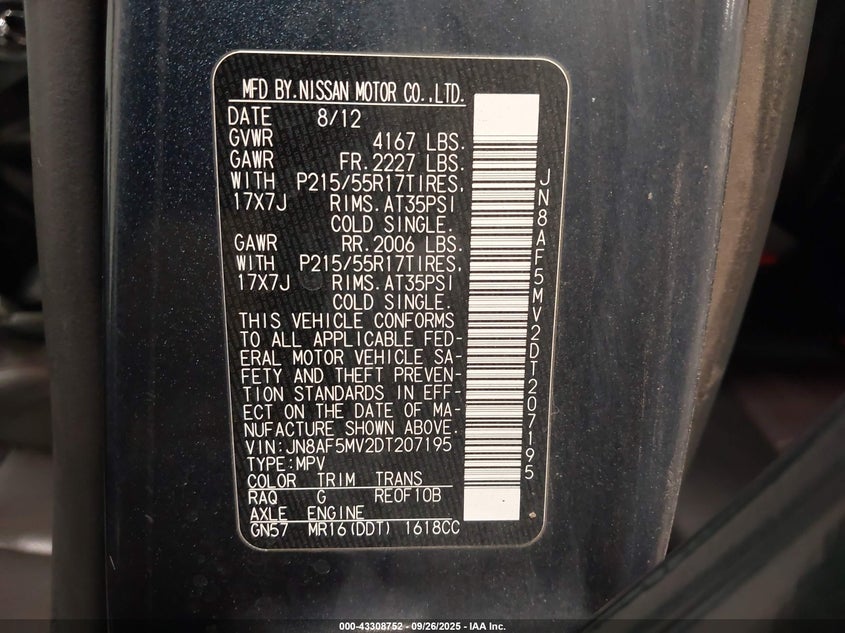 MFD BY.NISSAN MOTOR CO.,LTD.
DATE 8/12
GVWR 4167 LBS.
GAWR FR.2227 LBS.
WITH P215/55R17TIRES,
17X7J RIMS.AT35PSI
COLD SINGLE.
GAWR RR.2006 LBS.
WITH P215/55R17TIRES,
17X7J RIMS.AT35PSI
COLD SINGLE.
THIS VEHICLE CONFORMS
TO ALL APPLICABLE FED-
ERAL MOTOR VEHICLE SA-
FETY AND THEFT PREVEN-
TION STANDARDS IN EFF-
ECT ON THE DATE OF MA-
NUFACTURE SHOWN ABOVE.
VIN:JN8AF5MV2DT207195
TYPE:MPV
COLOR TRIM TRANS
RAQ G RE0F10B
AXLE ENGINE
GN57 MR16(DDT) 1618CC
JN8AF5MV2DT207195
000-43308752 - 09/26/2025 - IAA Inc.